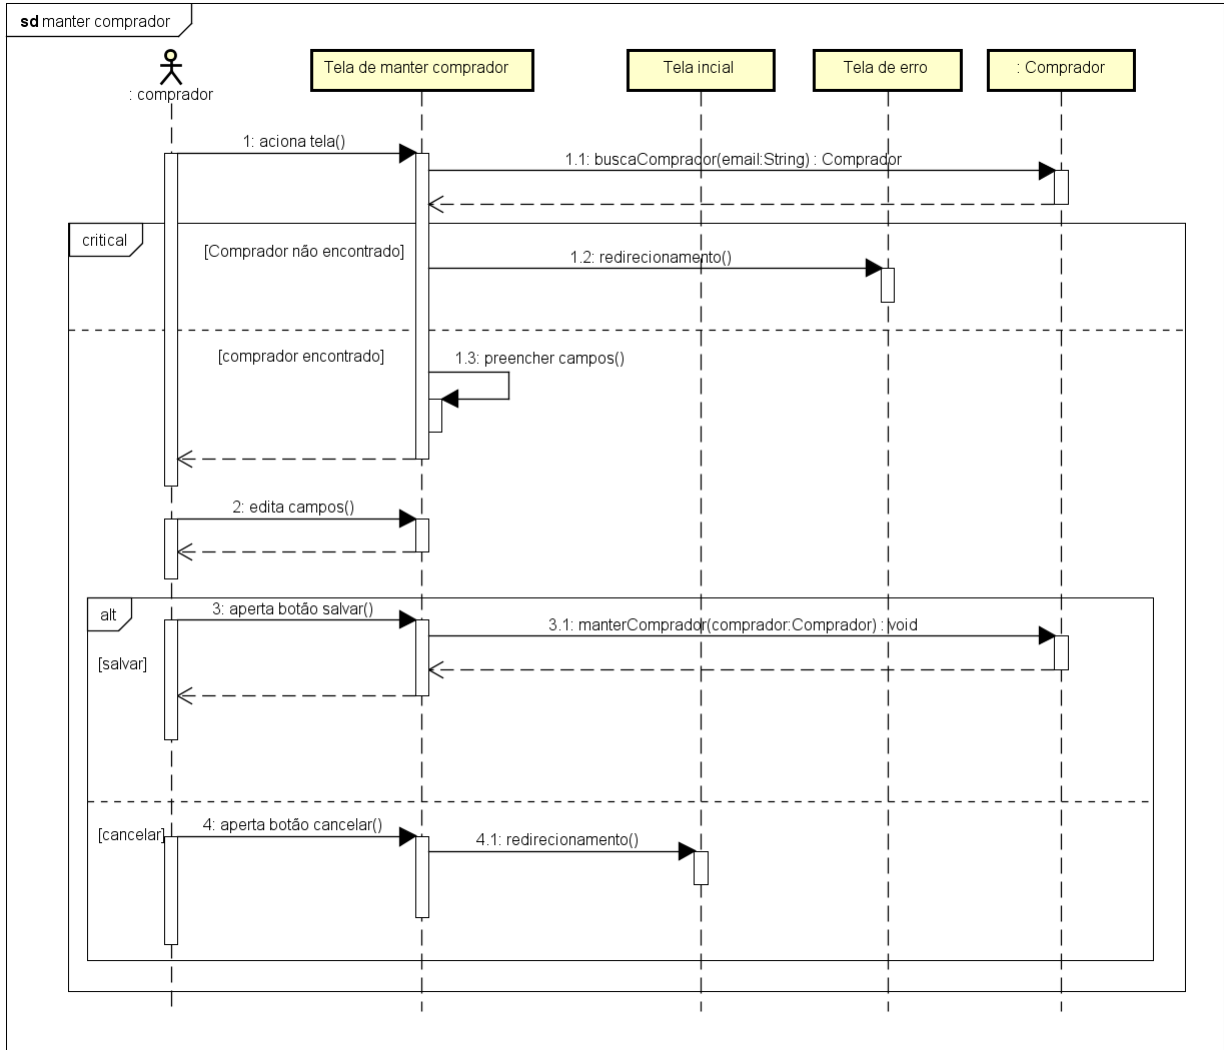 sd manter comprador
: comprador
Tela de manter comprador
Tela incial
Tela de erro
: Comprador
1: aciona tela()
1.1: buscaComprador(email:String) : Comprador
critical
[Comprador não encontrado]
1.2: redirecionamento()
[comprador encontrado]
1.3: preencher campos()
2: edita campos()
alt
3: aperta botão salvar()
3.1: manterComprador(comprador:Comprador) : void
[salvar]
[cancelar]
4: aperta botão cancelar()
4.1: redirecionamento()